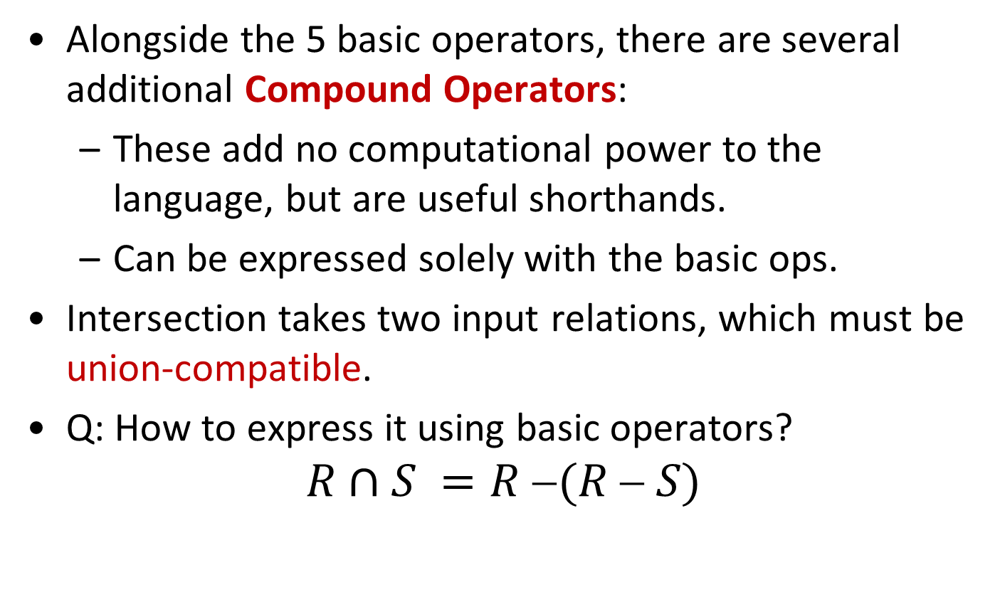 • Alongside the 5 basic operators, there are several
additional Compound Operators:
– These add no computational power to the
language, but are useful shorthands.
– Can be expressed solely with the basic ops.
• Intersection takes two input relations, which must be
union-compatible.
• Q: How to express it using basic operators?
R ∩ S = R −(R − S)